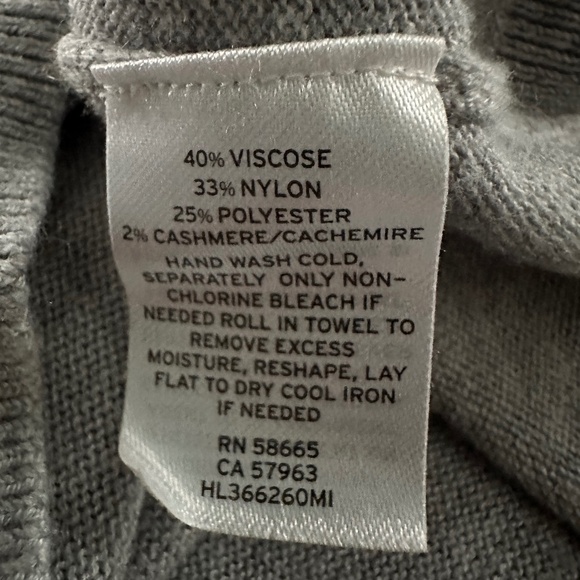 40% VISCOSE
33% NYLON
25% POLYESTER
2% CASHMERE/CACHEMIRE
HAND WASH COLD,
SEPARATELY ONLY NON-
CHLORINE BLEACH IF
NEEDED ROLL IN TOWEL TO
REMOVE EXCESS
MOISTURE, RESHAPE, LAY
FLAT TO DRY COOL IRON
IF NEEDED
RN 58665
CA 57963
HL366260MI